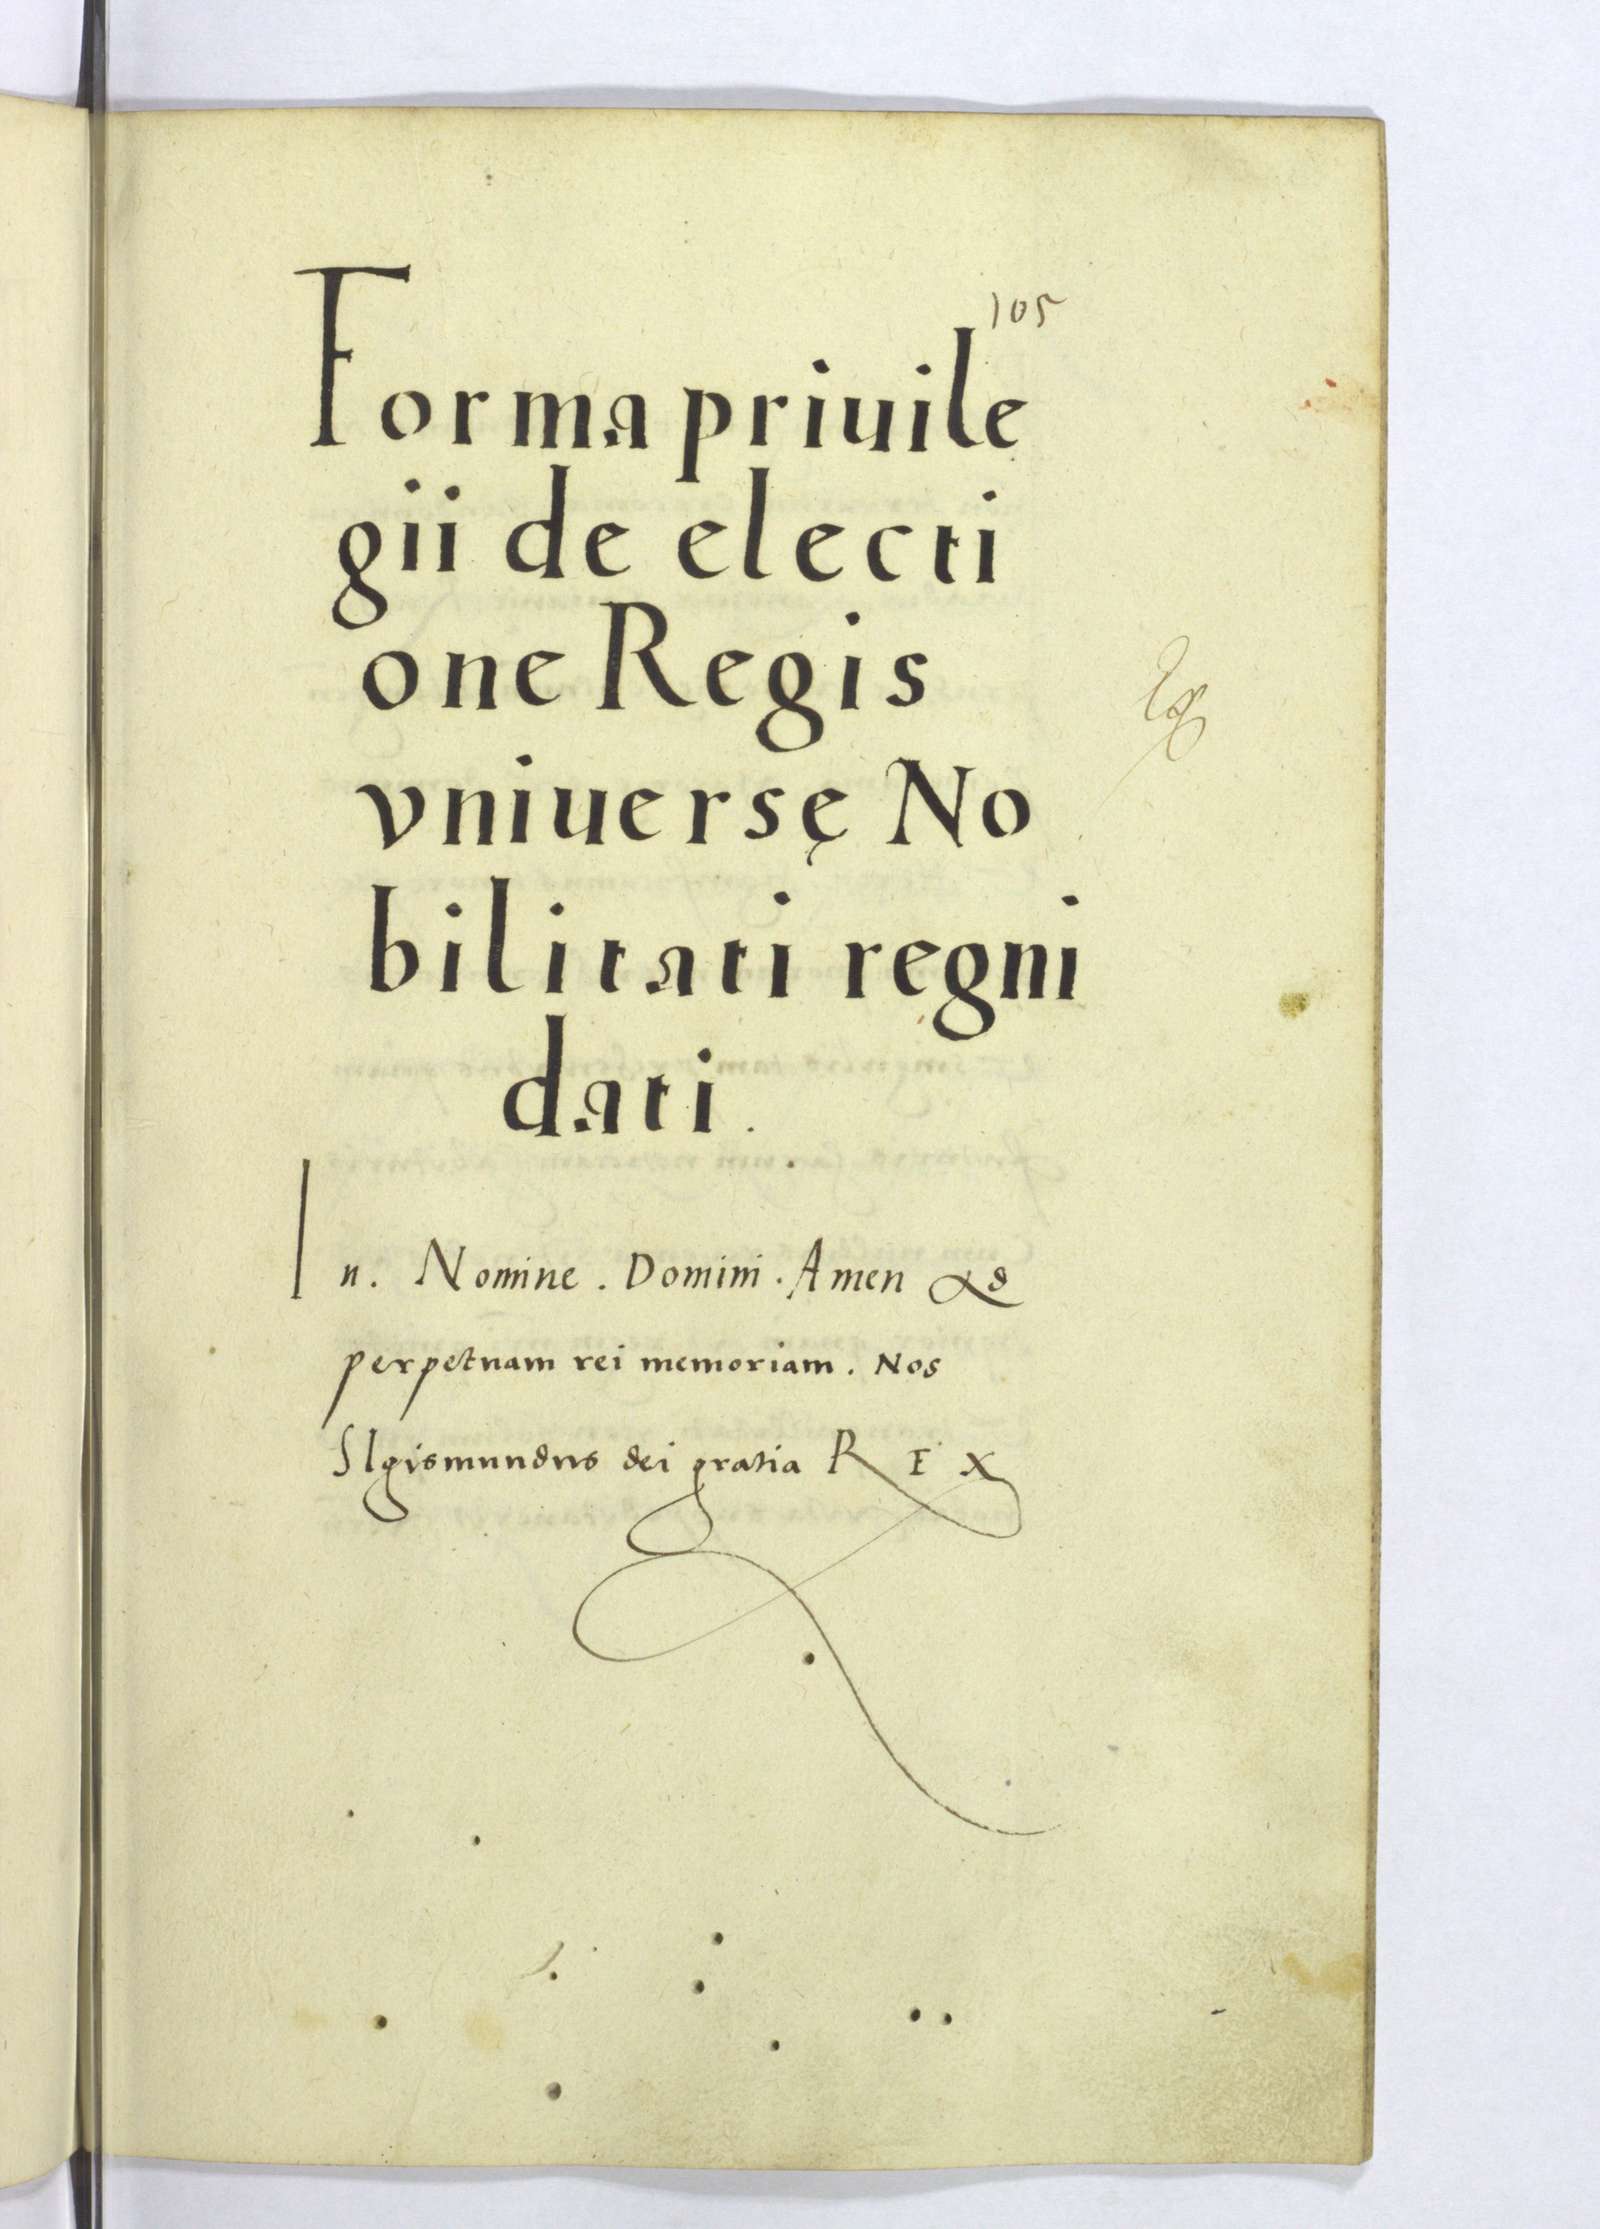 105
Forma priuile
gii de electi
one Regis
vniuersę No
bilitati regni
dati.
In. Nomine. Domini. Amen Ad
perpetuam rei memoriam. Nos
SIgismundus dei gratia REX